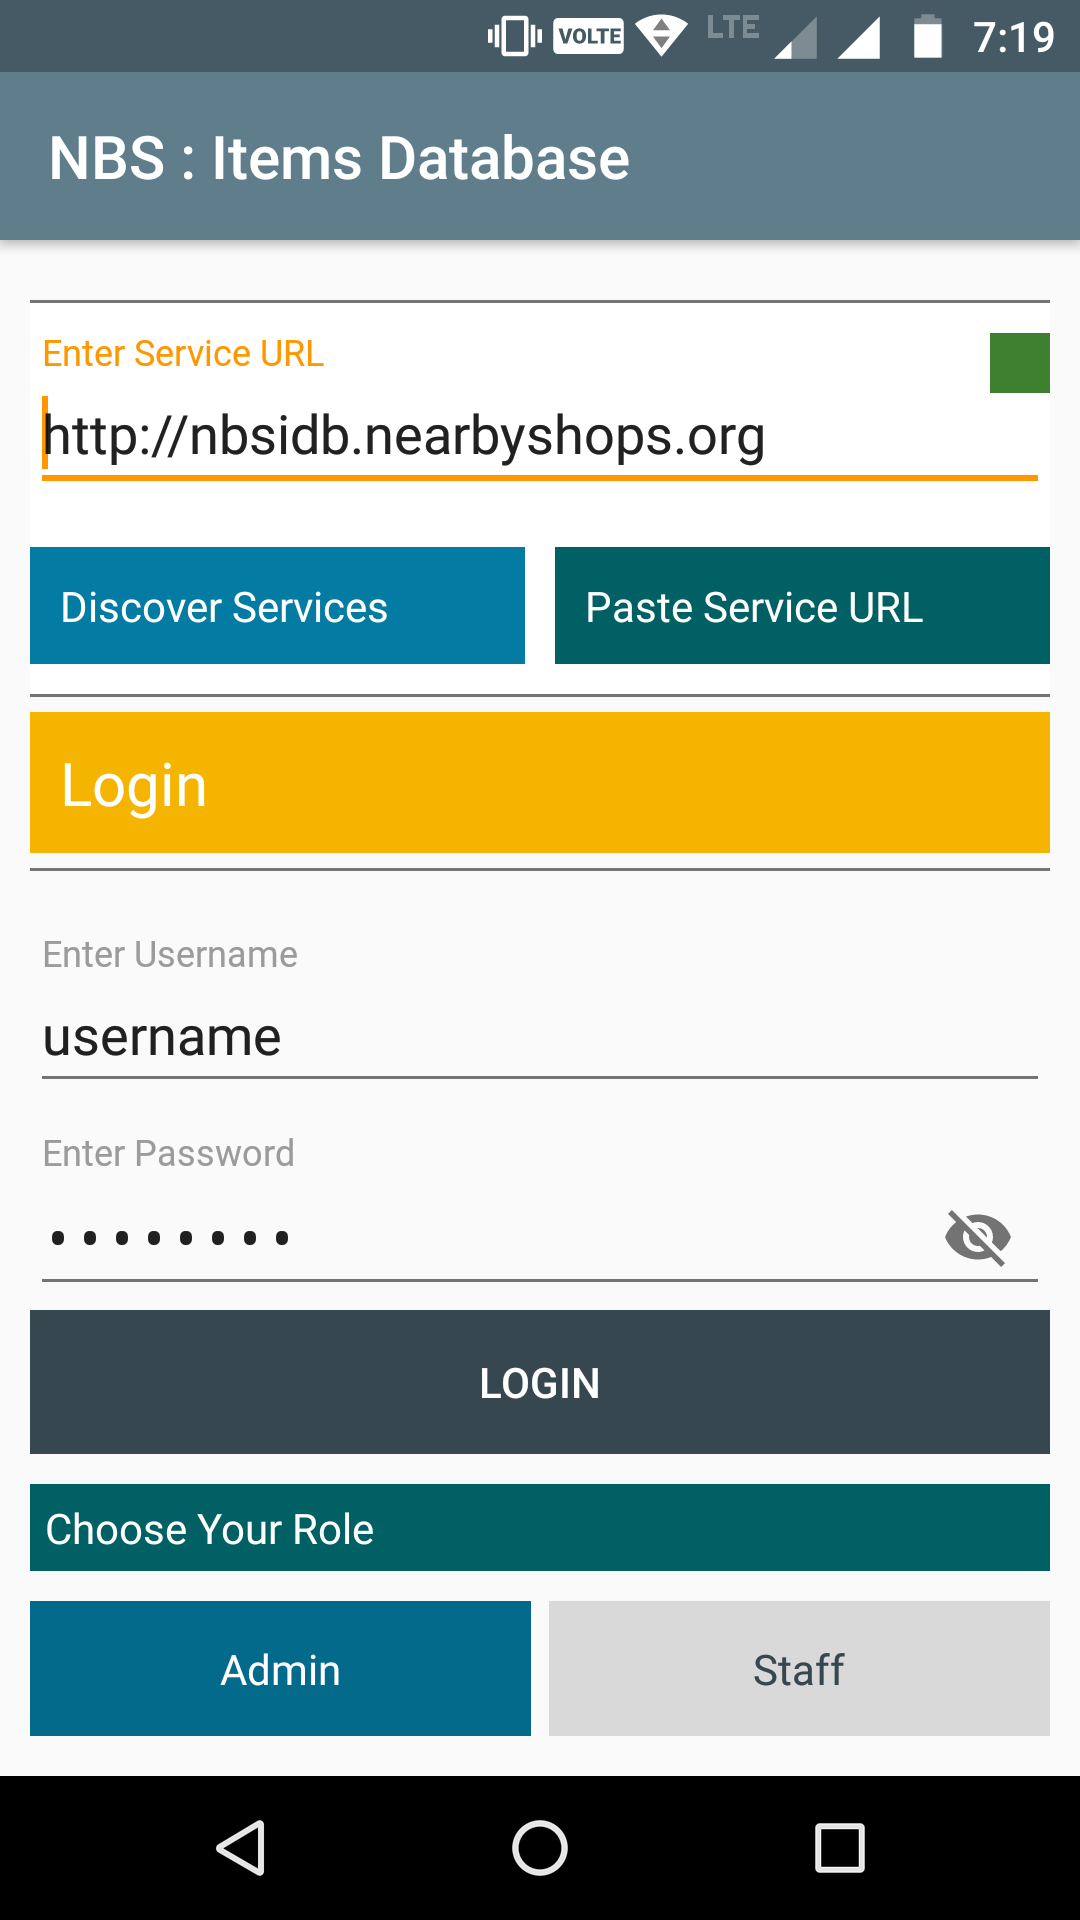 VOLTE LTE 7:19
NBS : Items Database
Enter Service URL
http://nbsidb.nearbyshops.org
Discover Services Paste Service URL
Login
Enter Username
username
Enter Password
LOGIN
Choose Your Role
Admin Staff